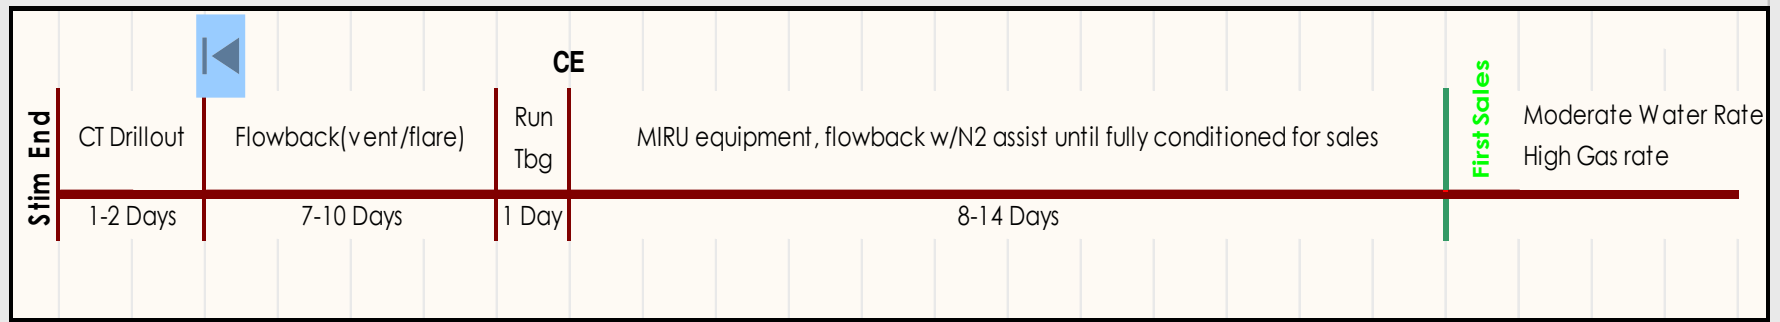 Stim End
CT Drillout
1-2 Days
Flowback(vent/flare)
7-10 Days
Run
Tbg
1 Day
CE
MIRU equipment, flowback w/N2 assist until fully conditioned for sales
8-14 Days
First Sales
Moderate Water Rate
High Gas rate